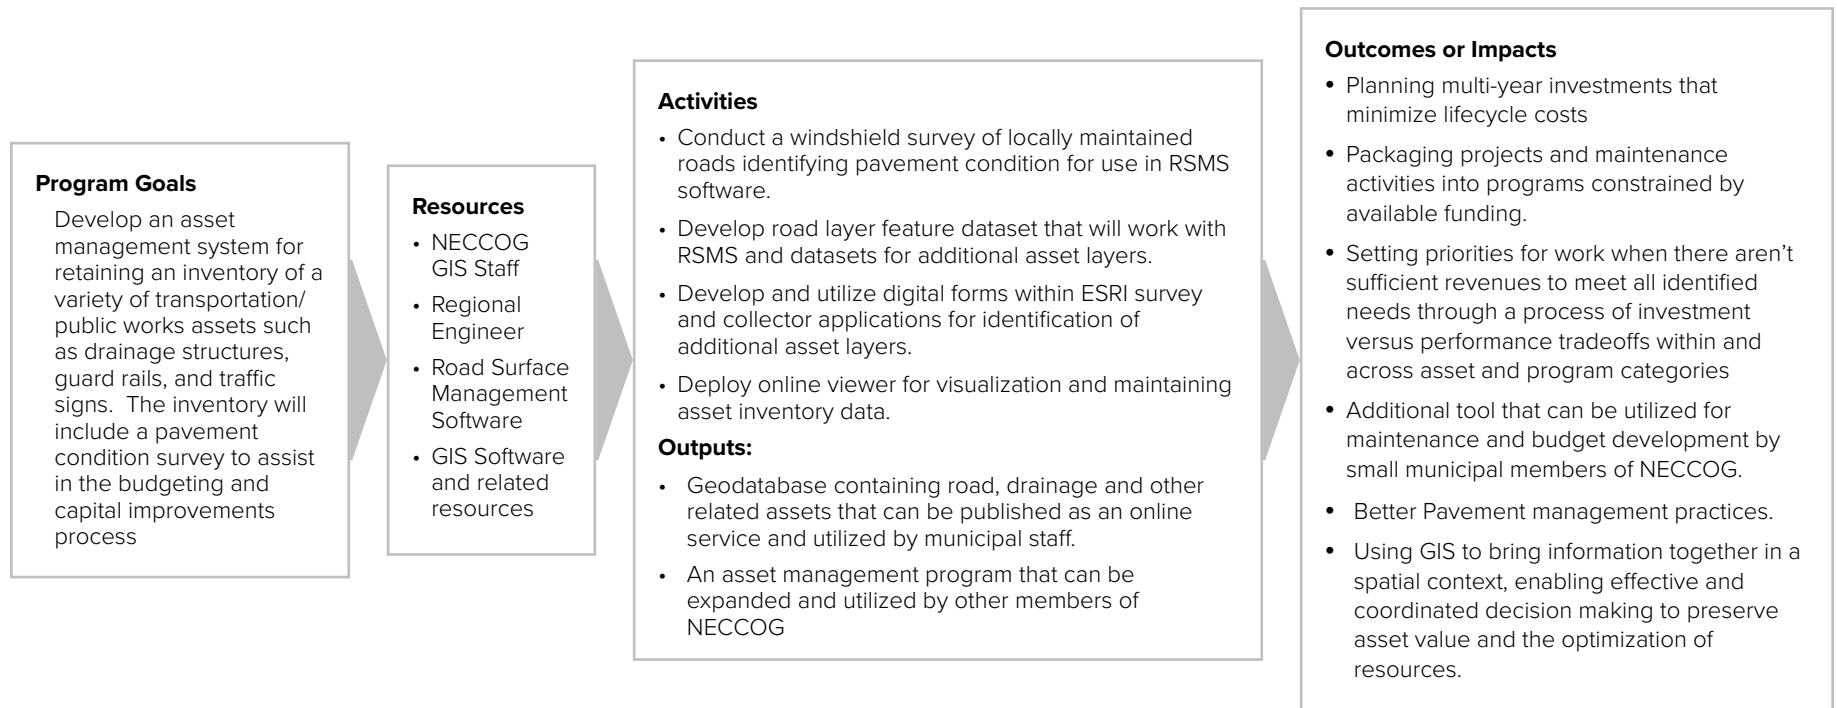 Program Goals
Develop an asset
management system for
retaining an inventory of a
variety of transportation/
public works assets such
as drainage structures,
guard rails, and traffic
signs.  The inventory will
include a pavement
condition survey to assist
in the budgeting and
capital improvements
process
Resources
• NECCOG
GIS Staff
• Regional
Engineer
• Road Surface
Management
Software
• GIS Software
and related
resources
Activities
• Conduct a windshield survey of locally maintained
roads identifying pavement condition for use in RSMS
software.
• Develop road layer feature dataset that will work with
RSMS and datasets for additional asset layers.
• Develop and utilize digital forms within ESRI survey
and collector applications for identification of
additional asset layers.
• Deploy online viewer for visualization and maintaining
asset inventory data.
Outputs:
• Geodatabase containing road, drainage and other
related assets that can be published as an online
service and utilized by municipal staff.
• An asset management program that can be
expanded and utilized by other members of
NECCOG
Outcomes or Impacts
• Planning multi-year investments that
minimize lifecycle costs
• Packaging projects and maintenance
activities into programs constrained by
available funding.
• Setting priorities for work when there aren’t
sufficient revenues to meet all identified
needs through a process of investment
versus performance tradeoffs within and
across asset and program categories
• Additional tool that can be utilized for
maintenance and budget development by
small municipal members of NECCOG.
• Better Pavement management practices.
• Using GIS to bring information together in a
spatial context, enabling effective and
coordinated decision making to preserve
asset value and the optimization of
resources.